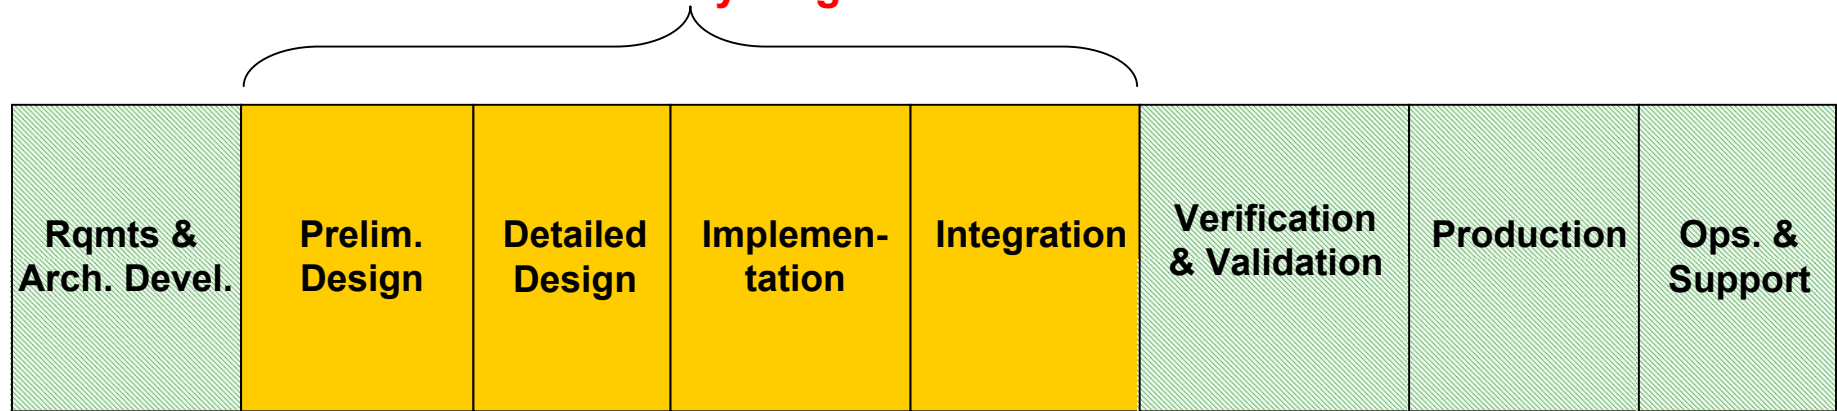 Rqmts &
Arch. Devel.
Prelim.
Design
Detailed
Design
Implemen-
tation
Integration
Verification
& Validation
Production
Ops. &
Support